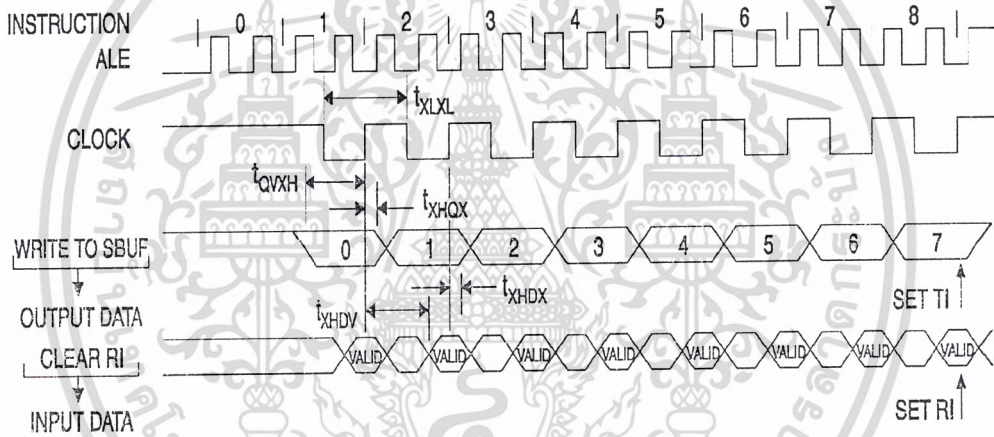 INSTRUCTION 0 1 2 3 4 5 6 7 8
ALE
tXLXL
CLOCK
tQVXH
tXHQX
WRITE TO SBUF 0 1 2 3 4 5 6 7
tXHDX
SET TI
OUTPUT DATA
tXHDV
CLEAR RI VALID VALID VALID VALID VALID VALID VALID VALID
SET RI
INPUT DATA